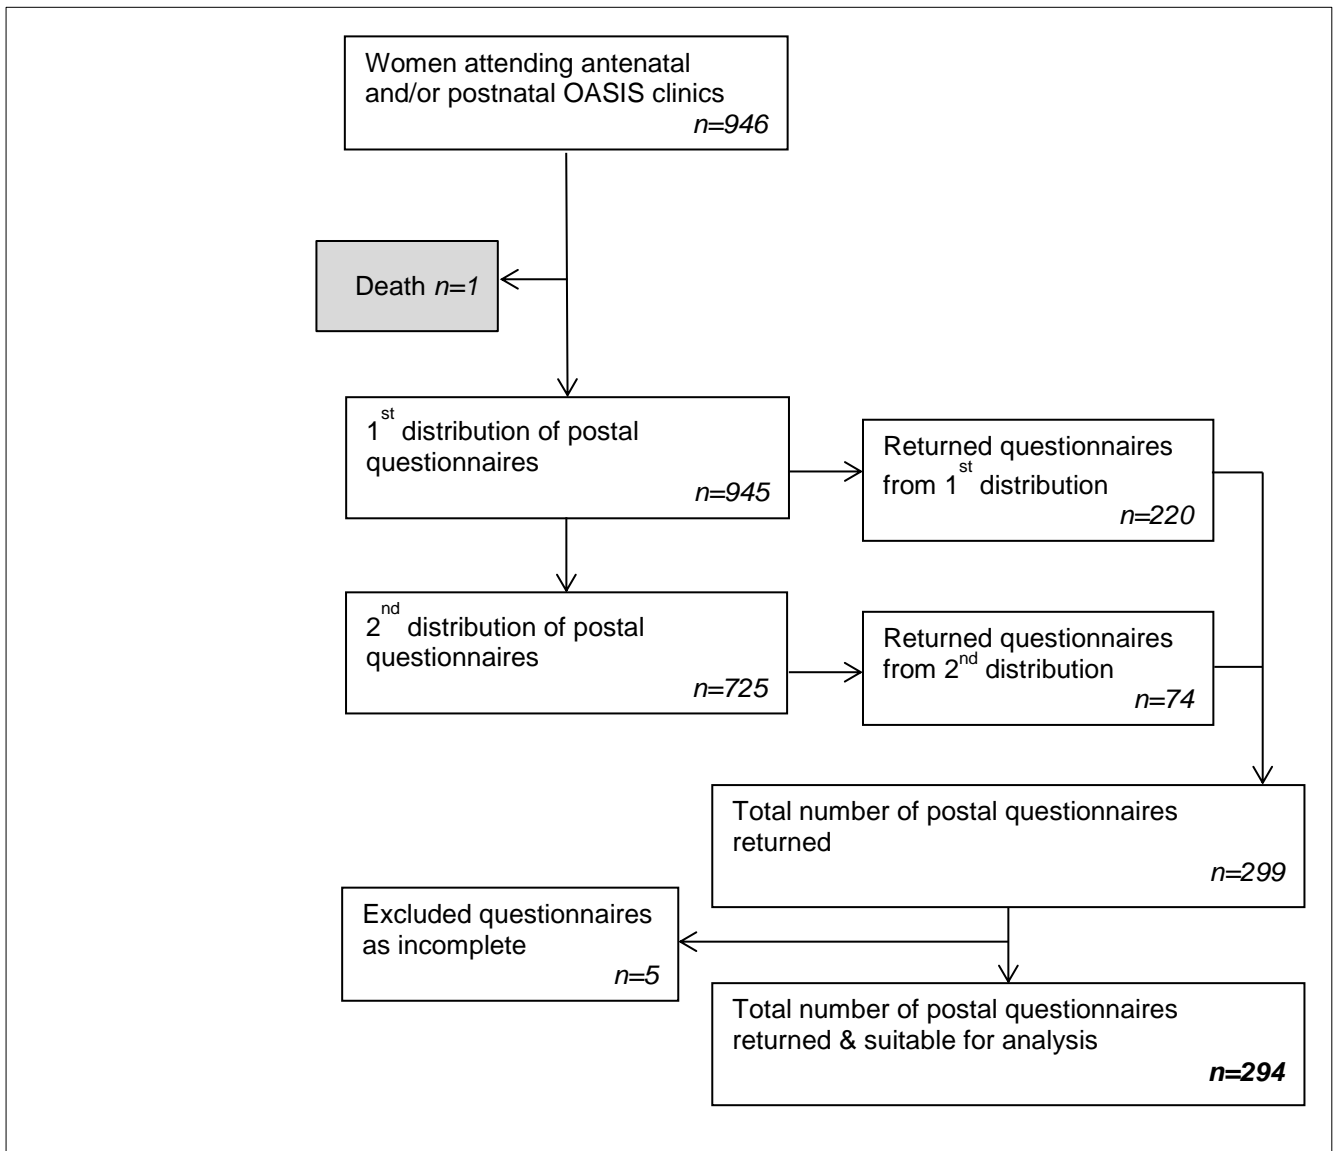 Women attending antenatal
and/or postnatal OASIS clinics
n=946
Death n=1
1st distribution of postal
questionnaires
n=945
Returned questionnaires
from 1st distribution
n=220
2nd distribution of postal
questionnaires
n=725
Returned questionnaires
from 2nd distribution
n=74
Total number of postal questionnaires
returned
n=299
Excluded questionnaires
as incomplete
n=5
Total number of postal questionnaires
returned & suitable for analysis
n=294